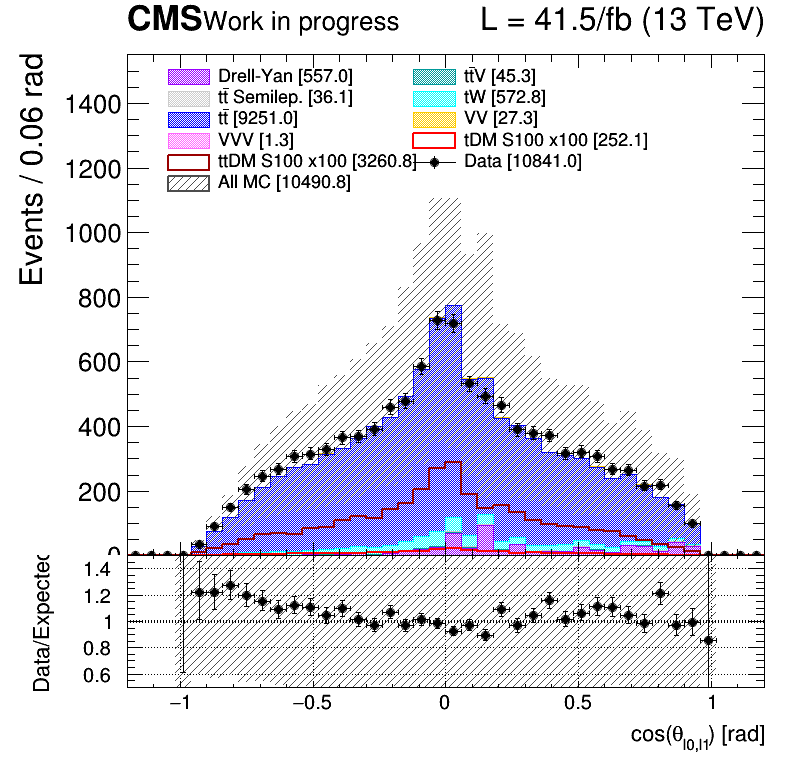 CMS Work in progress L = 41.5/fb (13 TeV)
Events / 0.06 rad
Drell-Yan [557.0] tt̄V [45.3]
tt̄ Semilep. [36.1] tW [572.8]
tt̄ [9251.0] VV [27.3]
VVV [1.3] tDM S100 x100 [252.1]
ttDM S100 x100 [3260.8] Data [10841.0]
All MC [10490.8]
1400
1200
1000
800
600
400
200
0
Data/Expected
1.4
1.2
1
0.8
0.6
−1 −0.5 0 0.5 1
cos(θl0,l1) [rad]